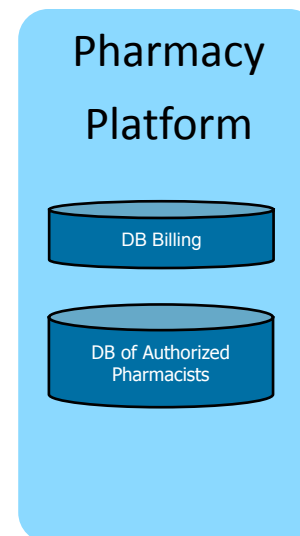 Pharmacy
Platform
DB Billing
DB of Authorized
Pharmacists